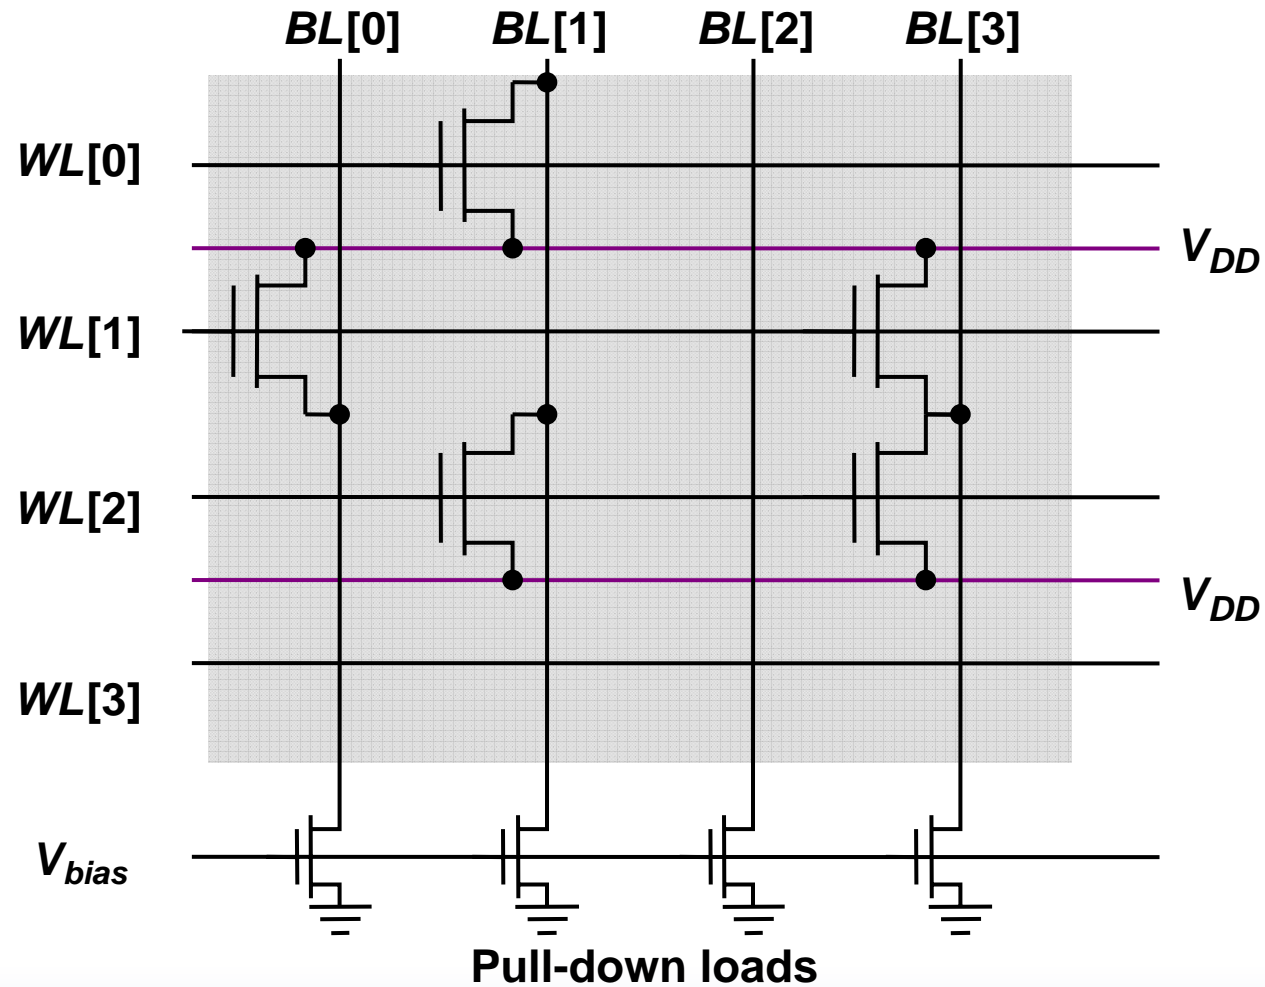 BL[0] BL[1] BL[2] BL[3]
WL[0]
V_DD
WL[1]
WL[2]
V_DD
WL[3]
V_bias
Pull-down loads